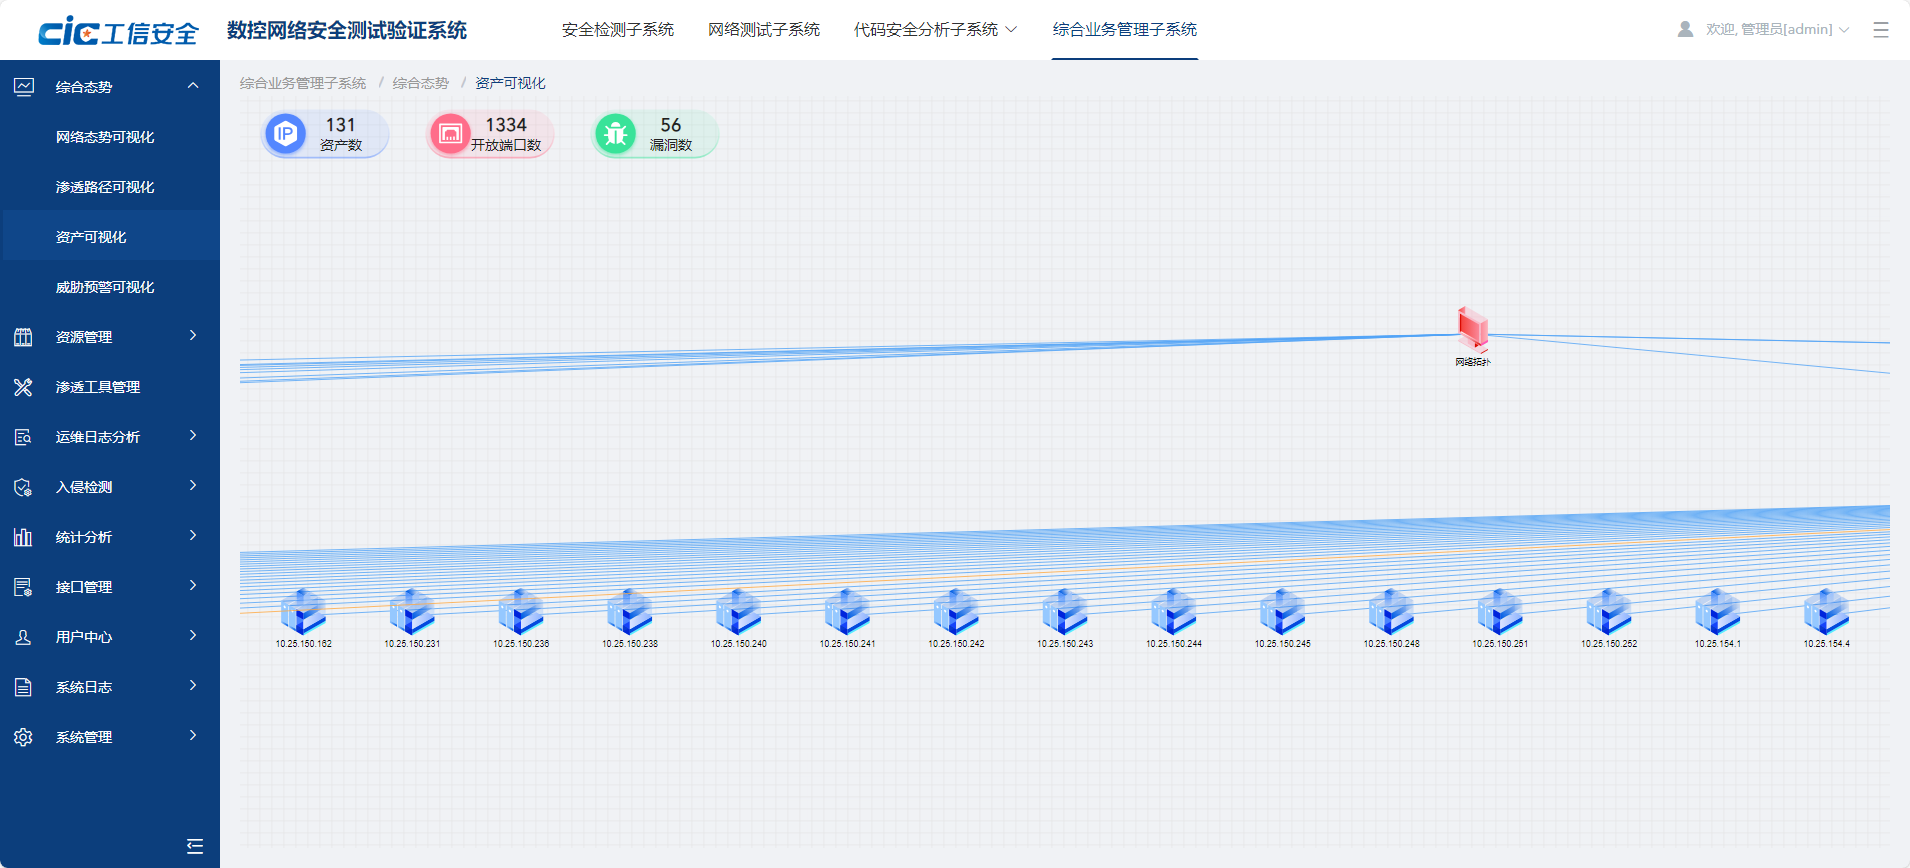 cic工信安全
数控网络安全测试验证系统
安全检测子系统
网络测试子系统
代码安全分析子系统
综合业务管理子系统
欢迎, 管理员[admin]
综合态势
网络态势可视化
渗透路径可视化
资产可视化
威胁预警可视化
资源管理
渗透工具管理
运维日志分析
入侵检测
统计分析
接口管理
用户中心
系统日志
系统管理
综合业务管理子系统 / 综合态势 / 资产可视化
IP
131
资产数
1334
开放端口数
56
漏洞数
网络拓扑
10.25.150.162
10.25.150.231
10.25.150.236
10.25.150.238
10.25.150.240
10.25.150.241
10.25.150.242
10.25.150.243
10.25.150.244
10.25.150.245
10.25.150.248
10.25.150.251
10.25.150.252
10.25.154.1
10.25.154.4